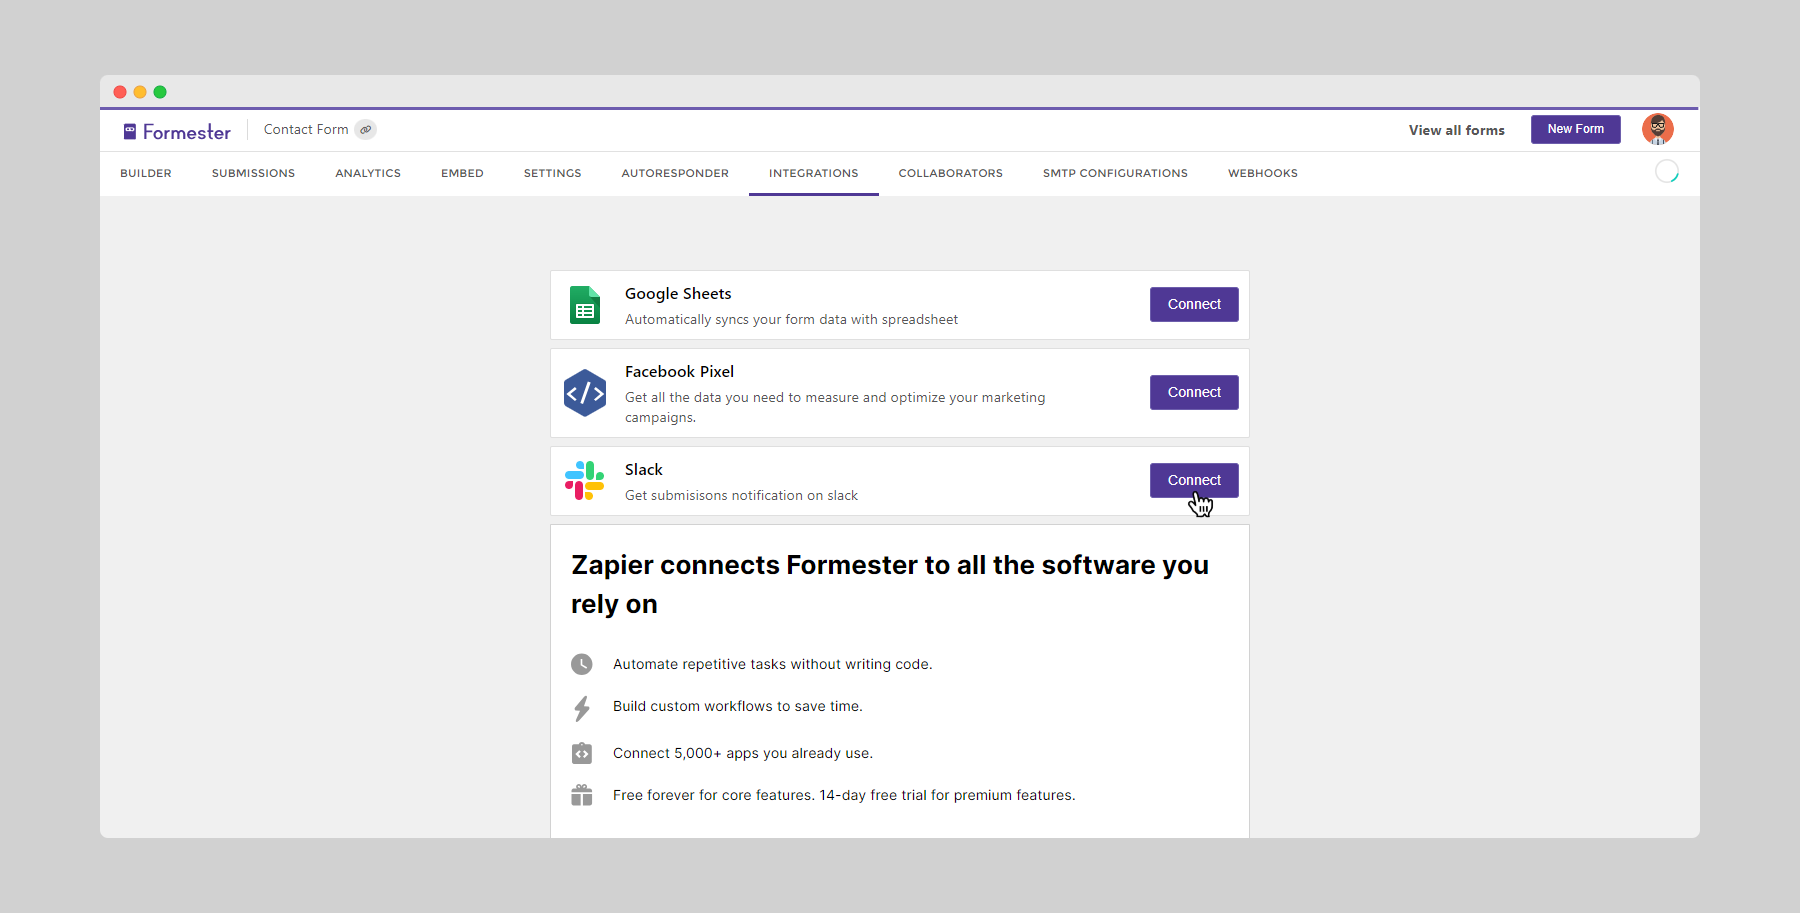 Formester
Contact Form
View all forms
New Form
BUILDER
SUBMISSIONS
ANALYTICS
EMBED
SETTINGS
AUTORESPONDER
INTEGRATIONS
COLLABORATORS
SMTP CONFIGURATIONS
WEBHOOKS
Google Sheets
Automatically syncs your form data with spreadsheet
Connect
Facebook Pixel
Get all the data you need to measure and optimize your marketing
campaigns.
Connect
Slack
Get submisisons notification on slack
Connect
Zapier connects Formester to all the software you
rely on
Automate repetitive tasks without writing code.
Build custom workflows to save time.
Connect 5,000+ apps you already use.
Free forever for core features. 14-day free trial for premium features.